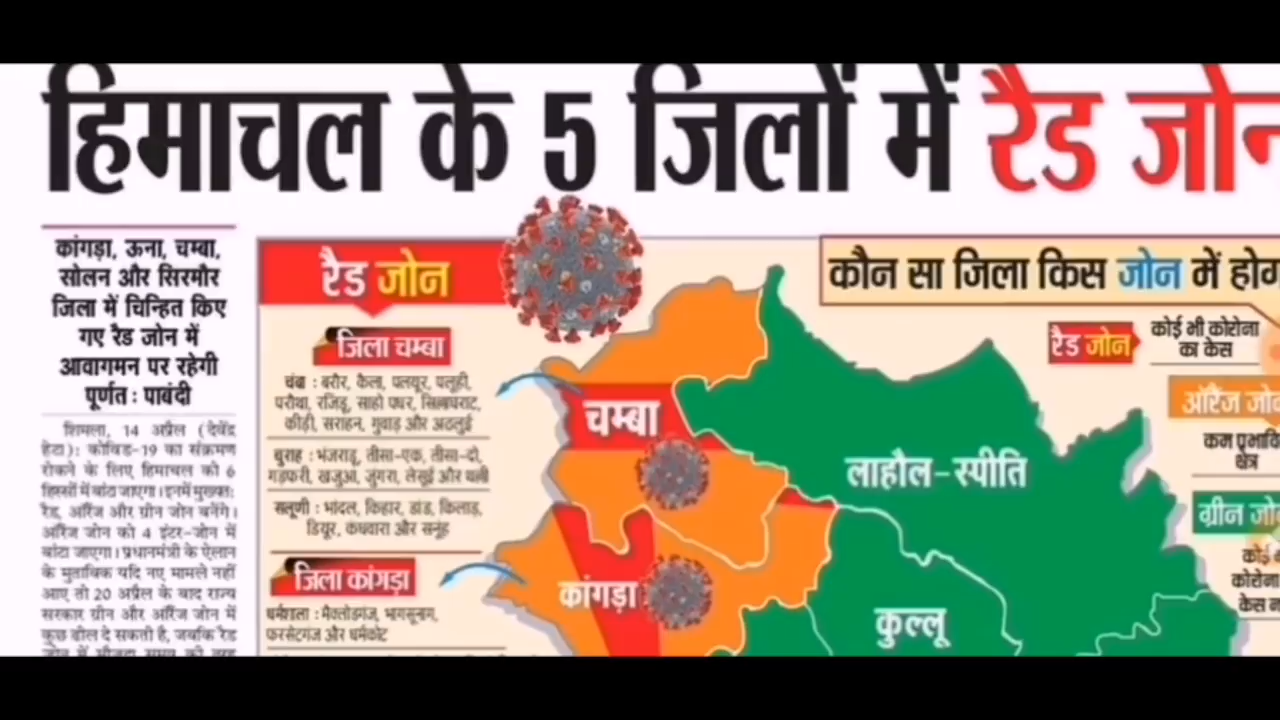 हिमाचल के 5 जिलों में रैड जोन
कांगड़ा, ऊना, चम्बा,
सोलन और सिरमौर
जिला में चिन्हित किए
गए रैड जोन में
आवागमन पर रहेगी
पूर्णत: पाबंदी
शिमला, 14 अप्रैल (देवेंद्र
हेटा): कोविड-19 का संक्रमण
रोकने के लिए हिमाचल को 6
हिस्सों में बांटा जाएगा। इनमें मुख्यत:
रैड, ऑरेंज और ग्रीन जोन बनेंगे।
ऑरेंज जोन को 4 इंटर-जोन में
बांटा जाएगा। प्रधानमंत्री के ऐलान
के मुताबिक यदि नए मामले नहीं
आए तो 20 अप्रैल के बाद राज्य
सरकार ग्रीन और ऑरेंज जोन में
कुछ ढील दे सकती है, जबकि रैड
रैड जोन
जिला चम्बा
चंबा : बरौर, कैला, पलयूर, पलूही,
परौथा, रजिंडू, साहो पधर, सिल्लाघराट,
कीड़ी, सराहन, गुवाड़ और अठलुई
चुराह : भंजराड़ू, तीसा-एक, तीसा-दो,
गड़फरी, खजुआ, जुंगरा, लेसुई और थल्ली
सलूणी : भांदल, किहार, डांड, किलाड़,
डियूर, कंधवारा और सनूंह
जिला कांगड़ा
धर्मशाला : मैक्लोडगंज, भागसूनाग,
फरसेटगंज और धर्मकोट
चम्बा
लाहौल-स्पीति
कांगड़ा
कुल्लू
कौन सा जिला किस जोन में होग
रैड जोन
कोई भी कोरोना
का केस
ऑरेंज जोन
कम प्रभावि
क्षेत्र
ग्रीन जो
कोई
कोरोना
केस न